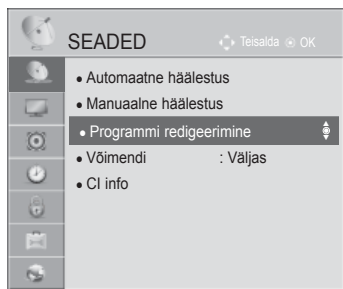 SEADED Teisalda OK
• Automaatne häälestus
• Manuaalne häälestus
• Programmi redigeerimine
• Võimendi : Väljas
• CI info